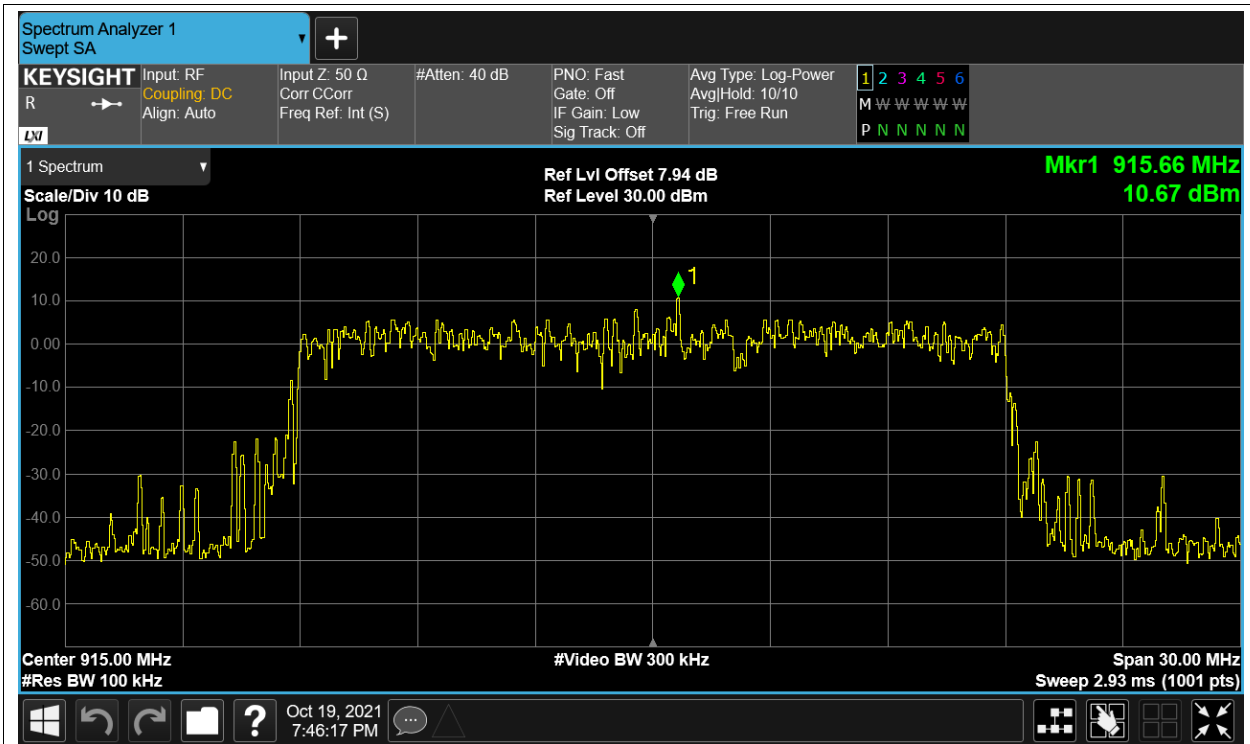 Spectrum Analyzer 1
Swept SA
KEYSIGHT
R
LXI
Input: RF
Coupling: DC
Align: Auto
Input Z: 50 Ω
Corr CCorr
Freq Ref: Int (S)
#Atten: 40 dB
PNO: Fast
Gate: Off
IF Gain: Low
Sig Track: Off
Avg Type: Log-Power
Avg|Hold: 10/10
Trig: Free Run
1 2 3 4 5 6
M W W W W W
P N N N N N
1 Spectrum
Scale/Div 10 dB
Ref Lvl Offset 7.94 dB
Ref Level 30.00 dBm
Mkr1 915.66 MHz
10.67 dBm
Log
20.0
10.0
0.00
-10.0
-20.0
-30.0
-40.0
-50.0
-60.0
1
Center 915.00 MHz
#Res BW 100 kHz
#Video BW 300 kHz
Span 30.00 MHz
Sweep 2.93 ms (1001 pts)
?
Oct 19, 2021
7:46:17 PM